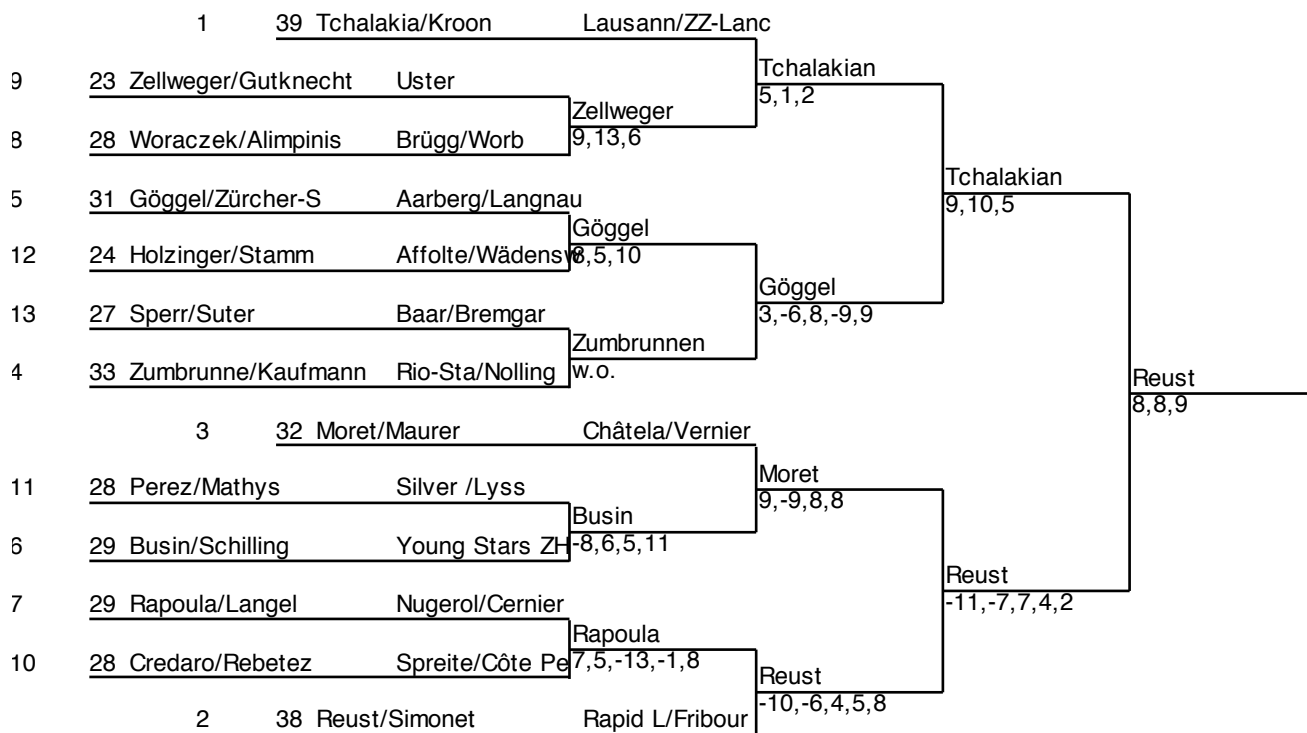 1 39 Tchalakia/Kroon Lausann/ZZ-Lanc
Tchalakian
5,1,2
9 23 Zellweger/Gutknecht Uster
Zellweger
9,13,6
8 28 Woraczek/Alimpinis Brügg/Worb
Tchalakian
9,10,5
5 31 Göggel/Zürcher-S Aarberg/Langnau
Göggel
8,5,10
12 24 Holzinger/Stamm Affolte/Wädensw
Göggel
3,-6,8,-9,9
13 27 Sperr/Suter Baar/Bremgar
Zumbrunnen
w.o.
4 33 Zumbrunne/Kaufmann Rio-Sta/Nolling
Reust
8,8,9
3 32 Moret/Maurer Châtela/Vernier
Moret
9,-9,8,8
11 28 Perez/Mathys Silver /Lyss
Busin
-8,6,5,11
6 29 Busin/Schilling Young Stars ZH
Reust
-11,-7,7,4,2
7 29 Rapoula/Langel Nugerol/Cernier
Rapoula
7,5,-13,-1,8
10 28 Credaro/Rebetez Spreite/Côte Pe
Reust
-10,-6,4,5,8
2 38 Reust/Simonet Rapid L/Fribour